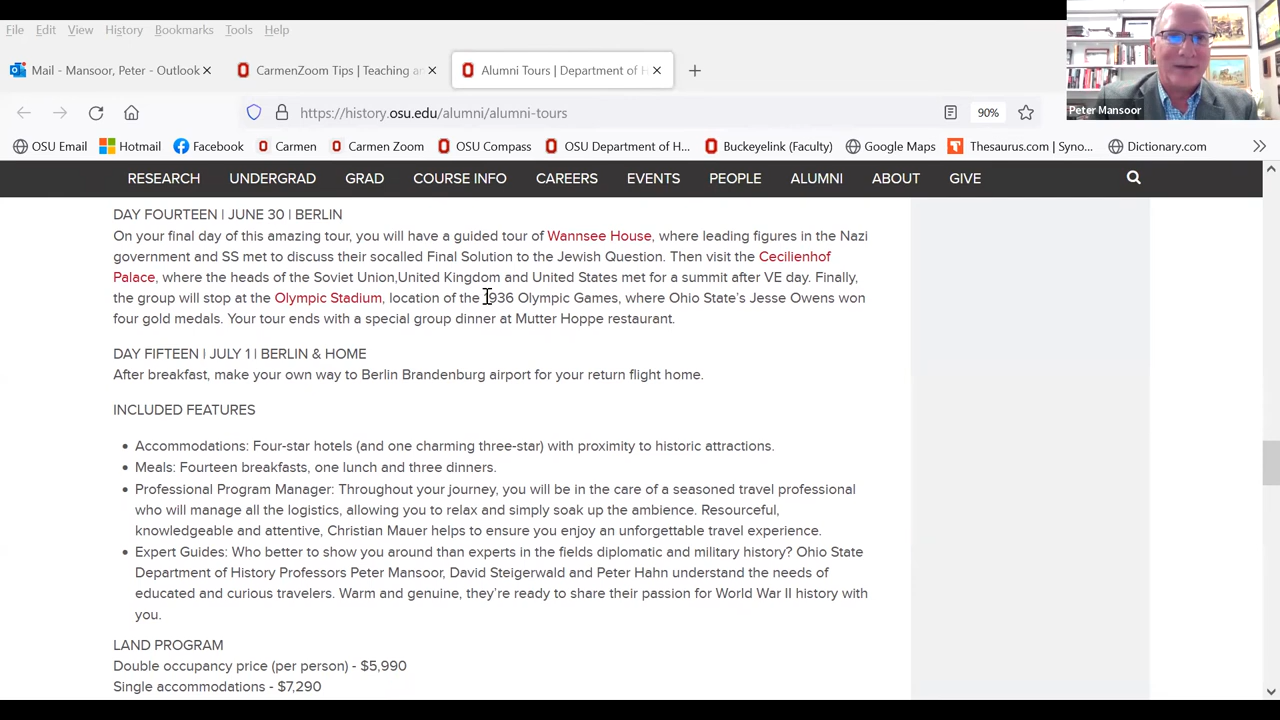 File Edit View History Bookmarks Tools Help
Mail - Mansoor, Peter - Outlook CarmenZoom Tips | Teaching a Alumni Tours | Department of H
https://history.osu.edu/alumni/alumni-tours 90%
Peter Mansoor
OSU Email Hotmail Facebook Carmen Carmen Zoom OSU Compass OSU Department of H... Buckeyelink (Faculty) Google Maps Thesaurus.com | Syno... Dictionary.com
RESEARCH UNDERGRAD GRAD COURSE INFO CAREERS EVENTS PEOPLE ALUMNI ABOUT GIVE
DAY FOURTEEN | JUNE 30 | BERLIN
On your final day of this amazing tour, you will have a guided tour of Wannsee House, where leading figures in the Nazi
government and SS met to discuss their socalled Final Solution to the Jewish Question. Then visit the Cecilienhof
Palace, where the heads of the Soviet Union,United Kingdom and United States met for a summit after VE day. Finally,
the group will stop at the Olympic Stadium, location of the 1936 Olympic Games, where Ohio State's Jesse Owens won
four gold medals. Your tour ends with a special group dinner at Mutter Hoppe restaurant.
DAY FIFTEEN | JULY 1 | BERLIN & HOME
After breakfast, make your own way to Berlin Brandenburg airport for your return flight home.
INCLUDED FEATURES
• Accommodations: Four-star hotels (and one charming three-star) with proximity to historic attractions.
• Meals: Fourteen breakfasts, one lunch and three dinners.
• Professional Program Manager: Throughout your journey, you will be in the care of a seasoned travel professional
who will manage all the logistics, allowing you to relax and simply soak up the ambience. Resourceful,
knowledgeable and attentive, Christian Mauer helps to ensure you enjoy an unforgettable travel experience.
• Expert Guides: Who better to show you around than experts in the fields diplomatic and military history? Ohio State
Department of History Professors Peter Mansoor, David Steigerwald and Peter Hahn understand the needs of
educated and curious travelers. Warm and genuine, they're ready to share their passion for World War II history with
you.
LAND PROGRAM
Double occupancy price (per person) - $5,990
Single accommodations - $7,290